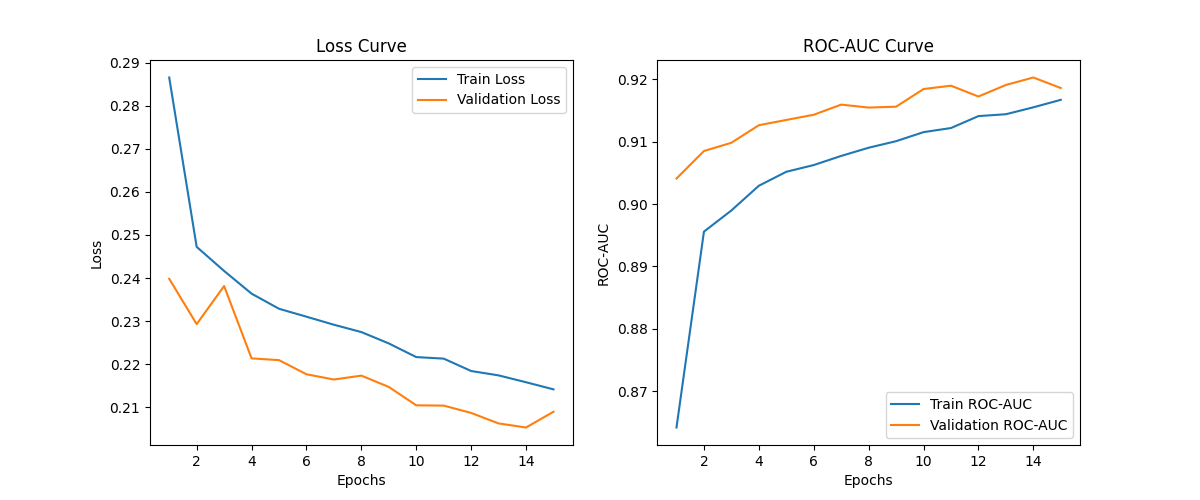 Loss Curve
0.29
0.28
0.27
0.26
0.25
0.24
0.23
0.22
0.21
Loss
2 4 6 8 10 12 14
Epochs
Train Loss
Validation Loss
ROC-AUC Curve
0.92
0.91
0.90
0.89
0.88
0.87
ROC-AUC
2 4 6 8 10 12 14
Epochs
Train ROC-AUC
Validation ROC-AUC